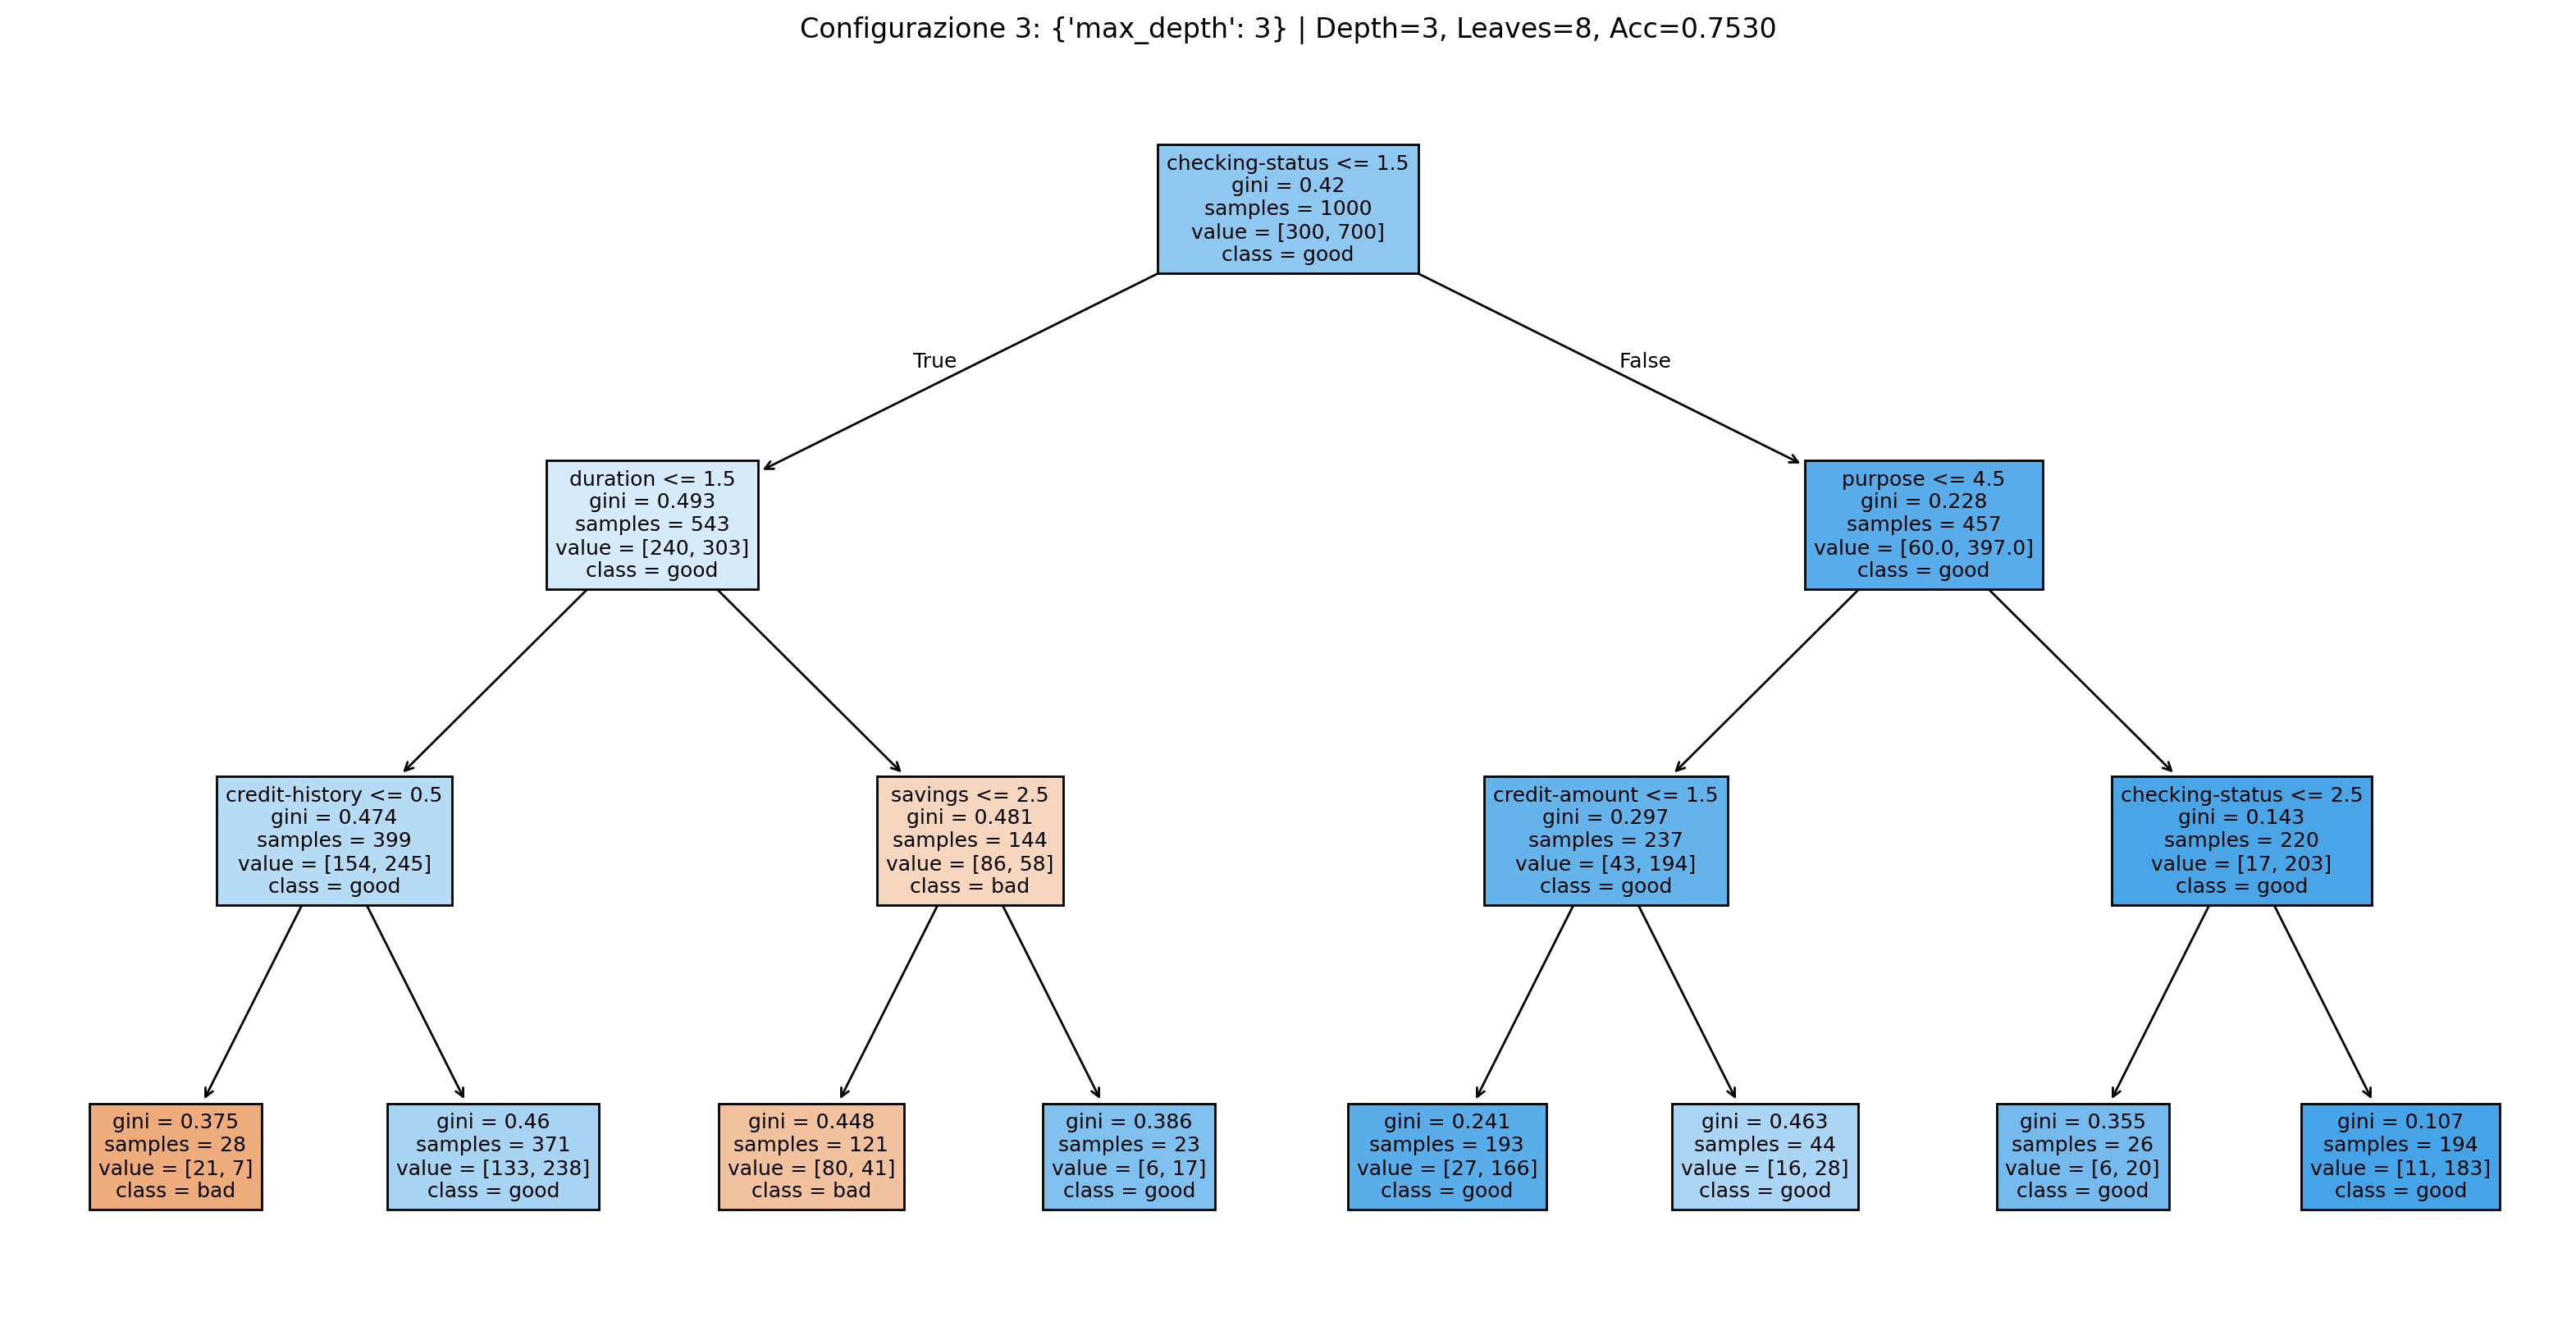 Configurazione 3: {'max_depth': 3} | Depth=3, Leaves=8, Acc=0.7530
checking-status <= 1.5
gini = 0.42
samples = 1000
value = [300, 700]
class = good
True
False
duration <= 1.5
gini = 0.493
samples = 543
value = [240, 303]
class = good
purpose <= 4.5
gini = 0.228
samples = 457
value = [60.0, 397.0]
class = good
credit-history <= 0.5
gini = 0.474
samples = 399
value = [154, 245]
class = good
savings <= 2.5
gini = 0.481
samples = 144
value = [86, 58]
class = bad
credit-amount <= 1.5
gini = 0.297
samples = 237
value = [43, 194]
class = good
checking-status <= 2.5
gini = 0.143
samples = 220
value = [17, 203]
class = good
gini = 0.375
samples = 28
value = [21, 7]
class = bad
gini = 0.46
samples = 371
value = [133, 238]
class = good
gini = 0.448
samples = 121
value = [80, 41]
class = bad
gini = 0.386
samples = 23
value = [6, 17]
class = good
gini = 0.241
samples = 193
value = [27, 166]
class = good
gini = 0.463
samples = 44
value = [16, 28]
class = good
gini = 0.355
samples = 26
value = [6, 20]
class = good
gini = 0.107
samples = 194
value = [11, 183]
class = good